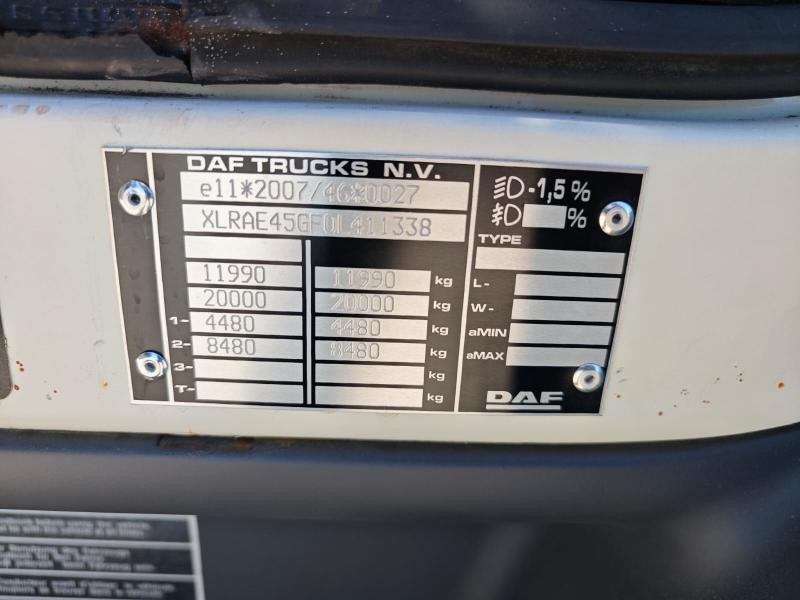 DAF TRUCKS N.V.
e11*2007/46*0027
XLRAE45GF0L411338
11990 11990 kg
20000 20000 kg
1- 4480 4480 kg
2- 8480 8480 kg
3- kg
T- kg
-1,5%
%
TYPE
L-
W-
aMIN
aMAX
DAF